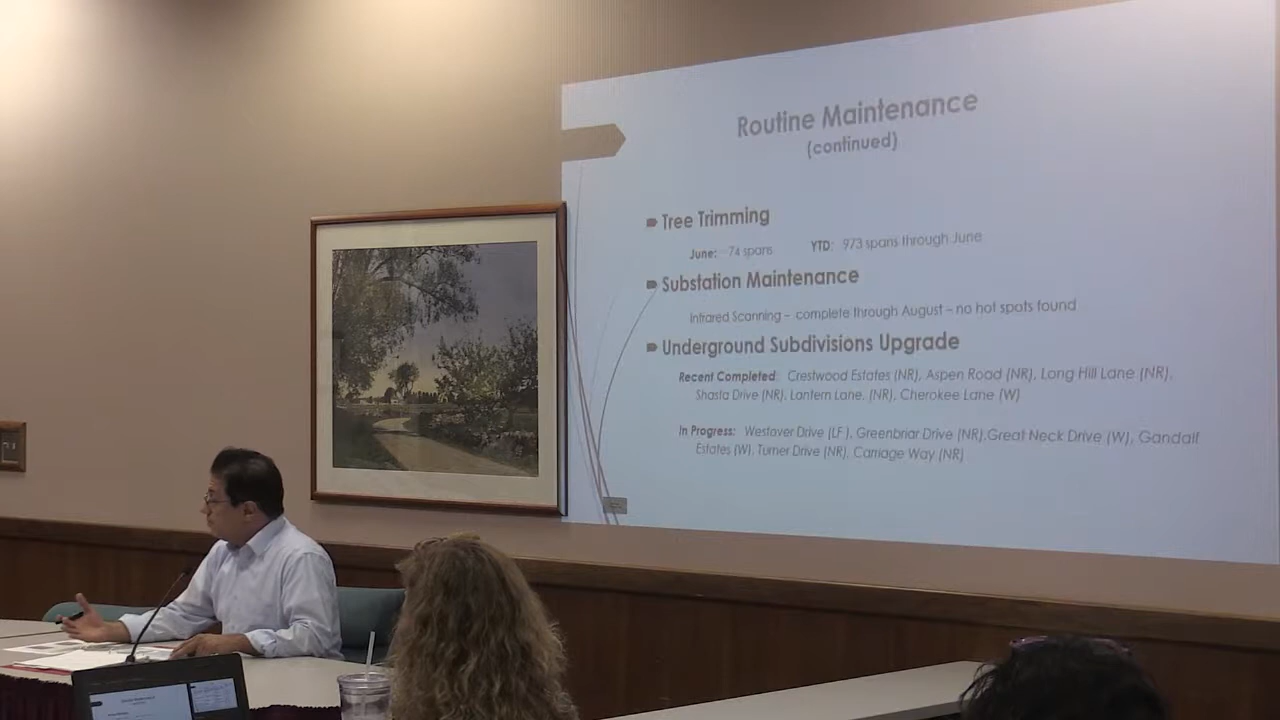 Routine Maintenance
(continued)
Tree Trimming
June: 74 spans YTD: 973 spans through June
Substation Maintenance
Infrared Scanning – complete through August – no hot spots found
Underground Subdivisions Upgrade
Recent Completed: Crestwood Estates (NR), Aspen Road (NR), Long Hill Lane (NR),
Shasta Drive (NR), Lantern Lane, (NR), Cherokee Lane (W)
In Progress: Westover Drive (LF ), Greenbriar Drive (NR),Great Neck Drive (W), Gandalf
Estates (W), Turner Drive (NR), Carriage Way (NR)